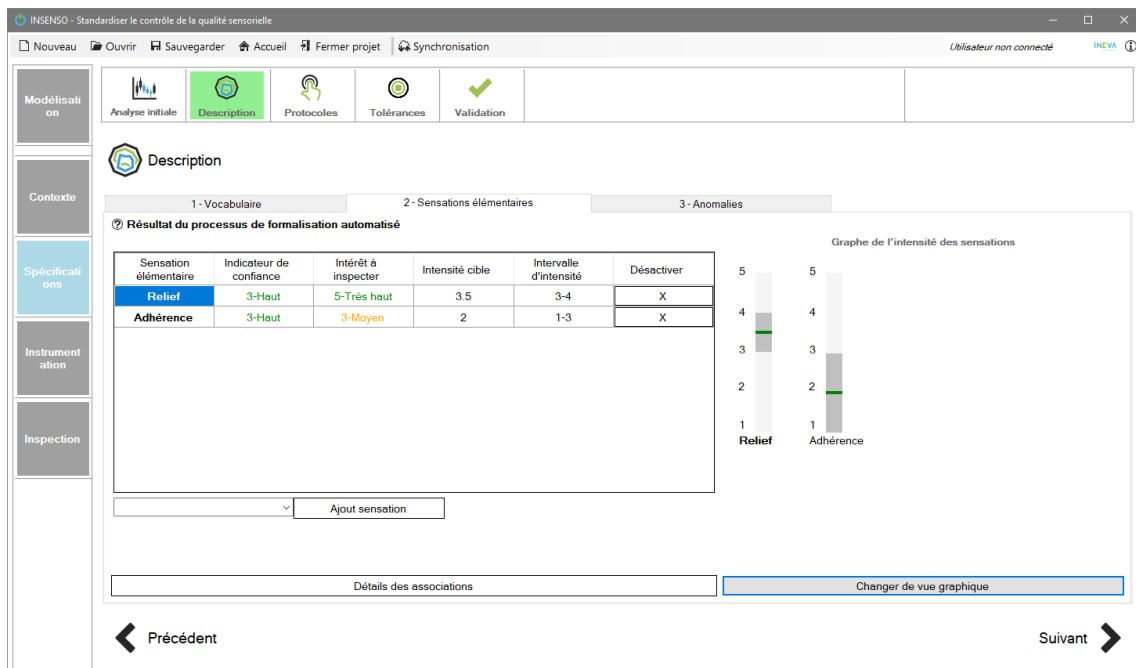 INSENSO - Standardiser le contrôle de la qualité sensorielle
Nouveau Ouvrir Sauvegarder Accueil Fermer projet Synchronisation Utilisateur non connecté INEVA
Modélisati
on
Analyse initiale Description Protocoles Tolérances Validation
Description
Contexte
1 - Vocabulaire 2 - Sensations élémentaires 3 - Anomalies
Résultat du processus de formalisation automatisé
Graphe de l'intensité des sensations
Spécificati
ons
Sensation
élémentaire
Indicateur de
confiance
Intérêt à
inspecter
Intensité cible
Intervalle
d'intensité
Désactiver
Relief 3-Haut 5-Très haut 3.5 3-4 X
Adhérence 3-Haut 3-Moyen 2 1-3 X
5 5
4 4
3 3
2 2
1 1
Relief Adhérence
Instrument
ation
Inspection
Ajout sensation
Détails des associations Changer de vue graphique
Précédent Suivant